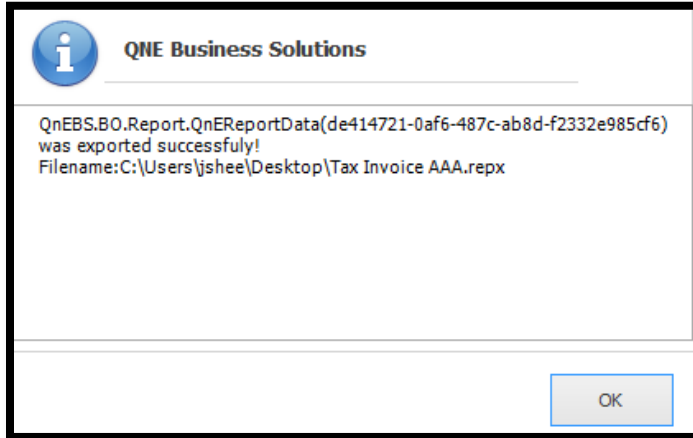 QNE Business Solutions
QnEBS.BO.Report.QnEReportData(de414721-0af6-487c-ab8d-f2332e985cf6)
was exported successfuly!
Filename:C:\Users\jshee\Desktop\Tax Invoice AAA.repx
OK